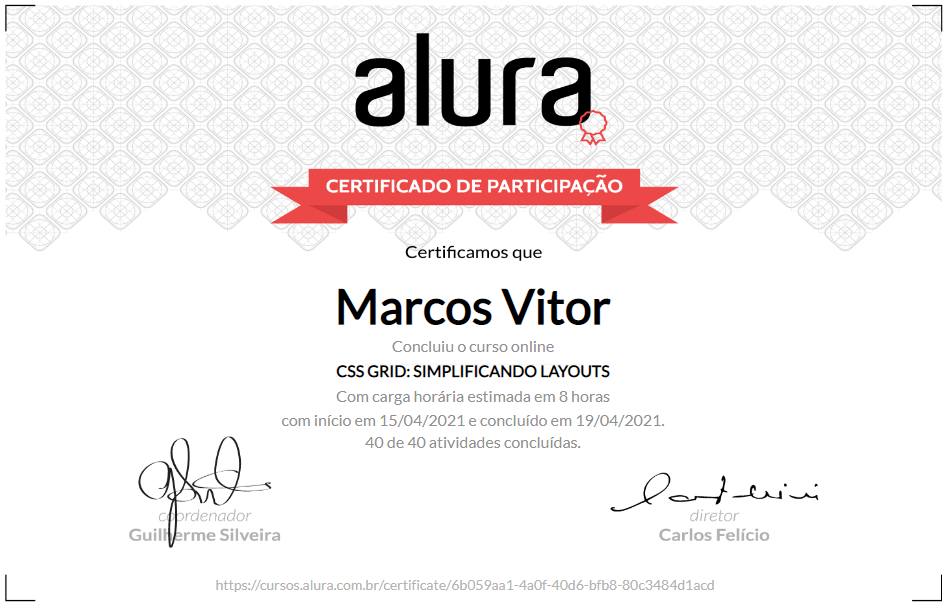 alura
CERTIFICADO DE PARTICIPAÇÃO
Certificamos que
Marcos Vitor
Concluiu o curso online
CSS GRID: SIMPLIFICANDO LAYOUTS
Com carga horária estimada em 8 horas
com início em 15/04/2021 e concluído em 19/04/2021.
40 de 40 atividades concluídas.
coordenador
Guilherme Silveira
diretor
Carlos Felício
https://cursos.alura.com.br/certificate/6b059aa1-4a0f-40d6-bfb8-80c3484d1acd